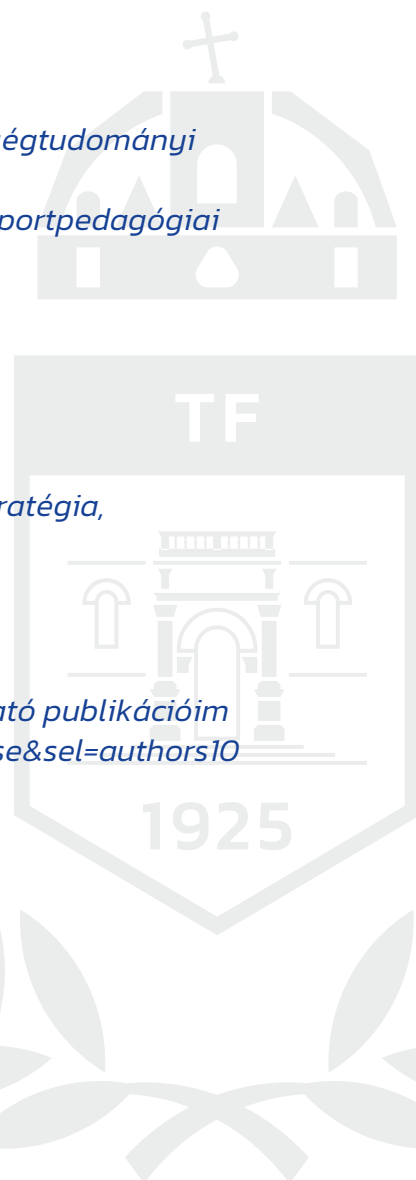 égtudományi
portpedagógiai
TF
ratégia,
ató publikációim
se&sel=authors10
1925